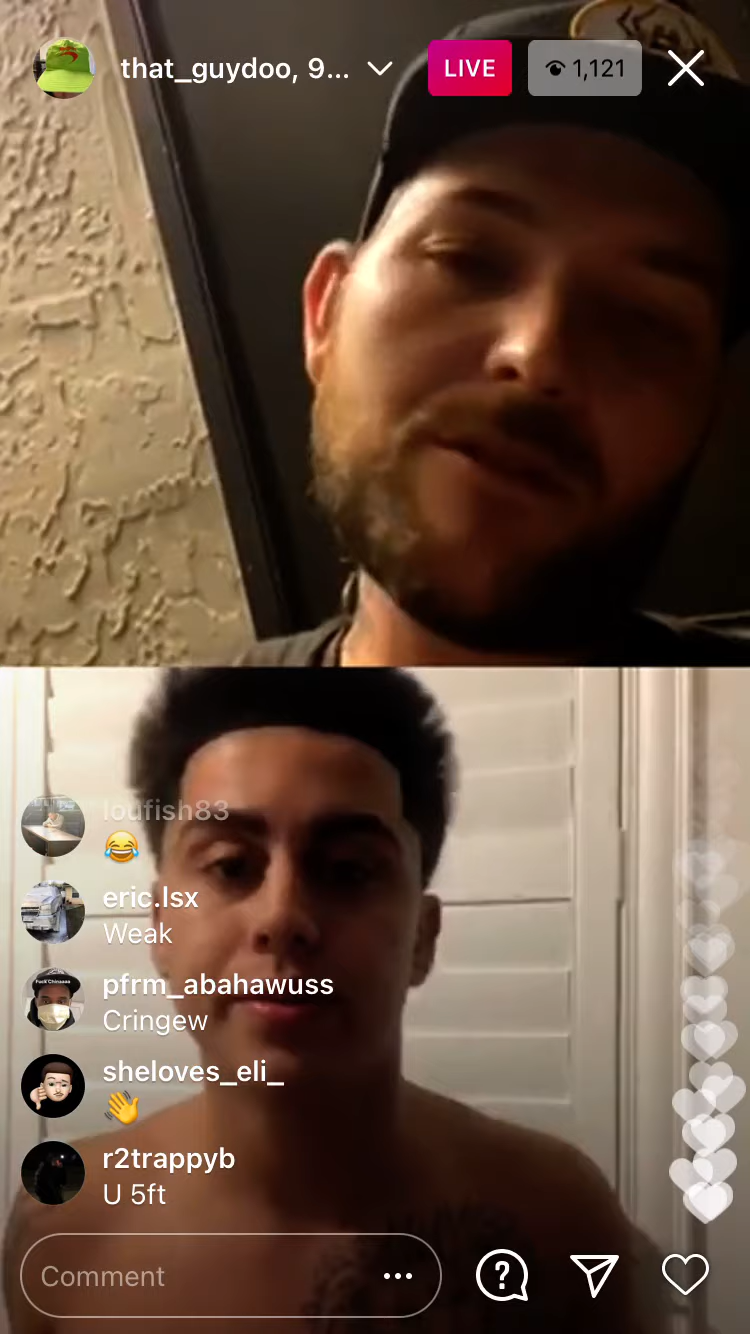 that_guydoo, 9...
LIVE
1,121
loufish83
😂
eric.lsx
Weak
pfrm_abahawuss
Cringew
sheloves_eli_
👋
r2trappyb
U 5ft
Comment